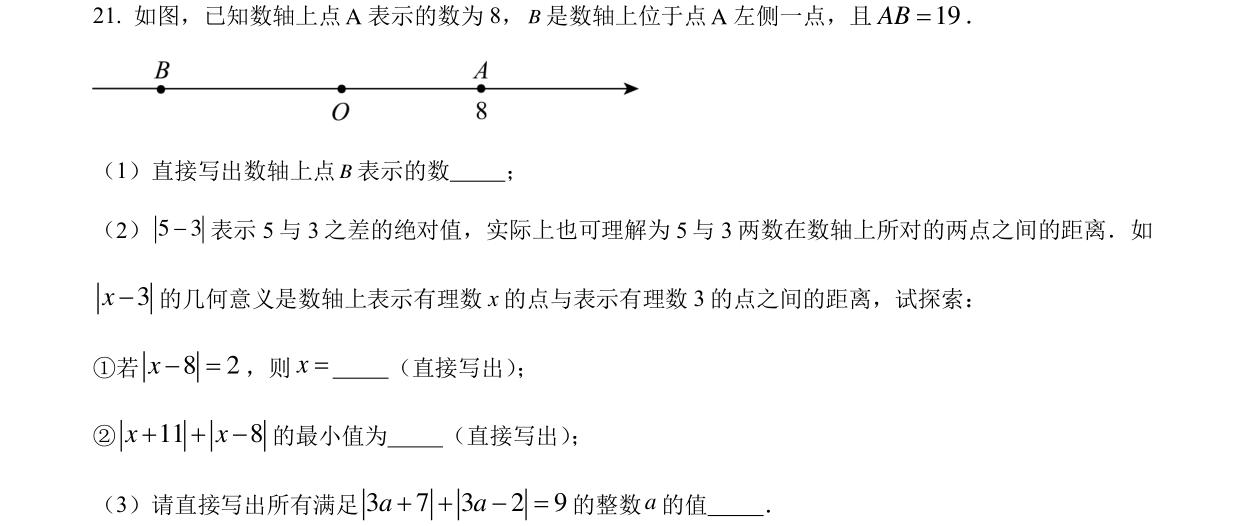 21. 如图，已知数轴上点 A 表示的数为 8，B 是数轴上位于点 A 左侧一点，且 AB = 19．
B A
O 8
（1）直接写出数轴上点 B 表示的数_____；
（2）|5−3| 表示 5 与 3 之差的绝对值，实际上也可理解为 5 与 3 两数在数轴上所对的两点之间的距离．如
|x−3| 的几何意义是数轴上表示有理数 x 的点与表示有理数 3 的点之间的距离，试探索：
①若|x−8| = 2，则 x = _____（直接写出）；
②|x+11|+|x−8| 的最小值为_____（直接写出）；
（3）请直接写出所有满足|3a+7|+|3a−2| = 9 的整数 a 的值_____．